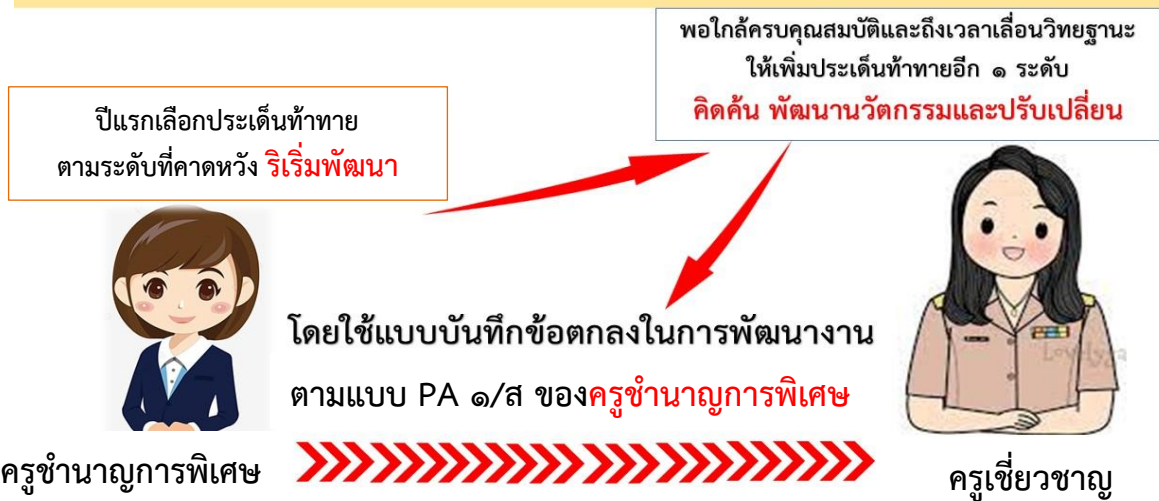 พอใกล้ครบคุณสมบัติและถึงเวลาเลื่อนวิทยฐานะ
ให้เพิ่มประเด็นท้าทายอีก ๑ ระดับ
คิดค้น พัฒนานวัตกรรมและปรับเปลี่ยน
ปีแรกเลือกประเด็นท้าทาย
ตามระดับที่คาดหวัง ริเริ่มพัฒนา
โดยใช้แบบบันทึกข้อตกลงในการพัฒนางาน
ตามแบบ PA ๑/ส ของครูชำนาญการพิเศษ
ครูชำนาญการพิเศษ
ครูเชี่ยวชาญ